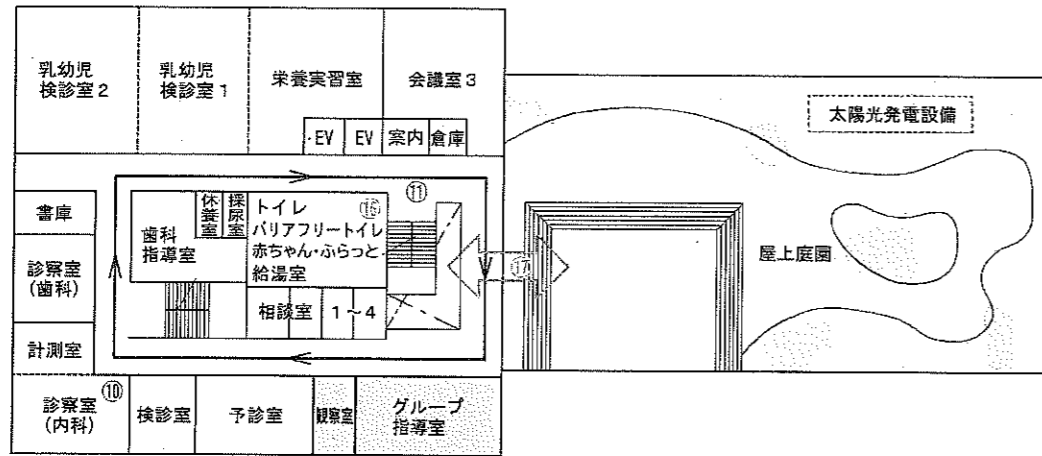 乳幼児
検診室2
乳幼児
検診室1
栄養実習室
会議室3
EV
EV
案内
倉庫
太陽光発電設備
書庫
診察室
(歯科)
計測室
歯科
指導室
休養室
採尿室
トイレ
⑯
バリアフリートイレ
赤ちゃん・ふらっと
給湯室
相談室
1～4
⑪
⑰
屋上庭園
診察室
(内科)
⑩
検診室
予診室
観察室
グループ
指導室